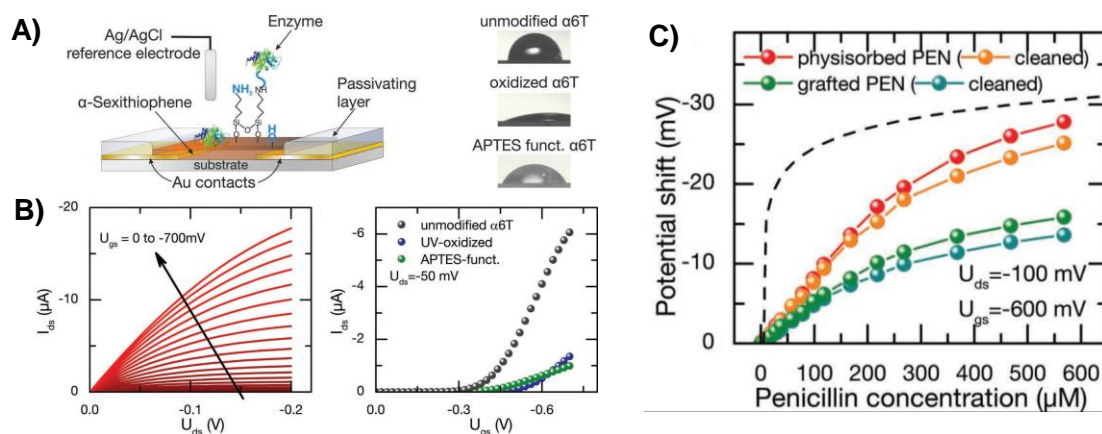 A)
Ag/AgCl
reference electrode
Enzyme
α-Sexithiophene
Passivating
layer
NH₂
NH
Si
O
Si
O
O
H
O
substrate
Au contacts
unmodified α6T
oxidized α6T
APTES funct. α6T
B)
-20
-10
0
I_ds (µA)
U_gs = 0 to -700mV
0.0
-0.1
-0.2
U_ds (V)
-6
-4
-2
0
I_ds (µA)
unmodified α6T
UV-oxidized
APTES-funct.
U_ds=-50 mV
0.0
-0.3
-0.6
U_gs (V)
C)
physisorbed PEN ( cleaned)
grafted PEN ( cleaned)
-30
-20
-10
0
Potential shift (mV)
U_ds=-100 mV
U_gs=-600 mV
0 100 200 300 400 500 600
Penicillin concentration (µM)